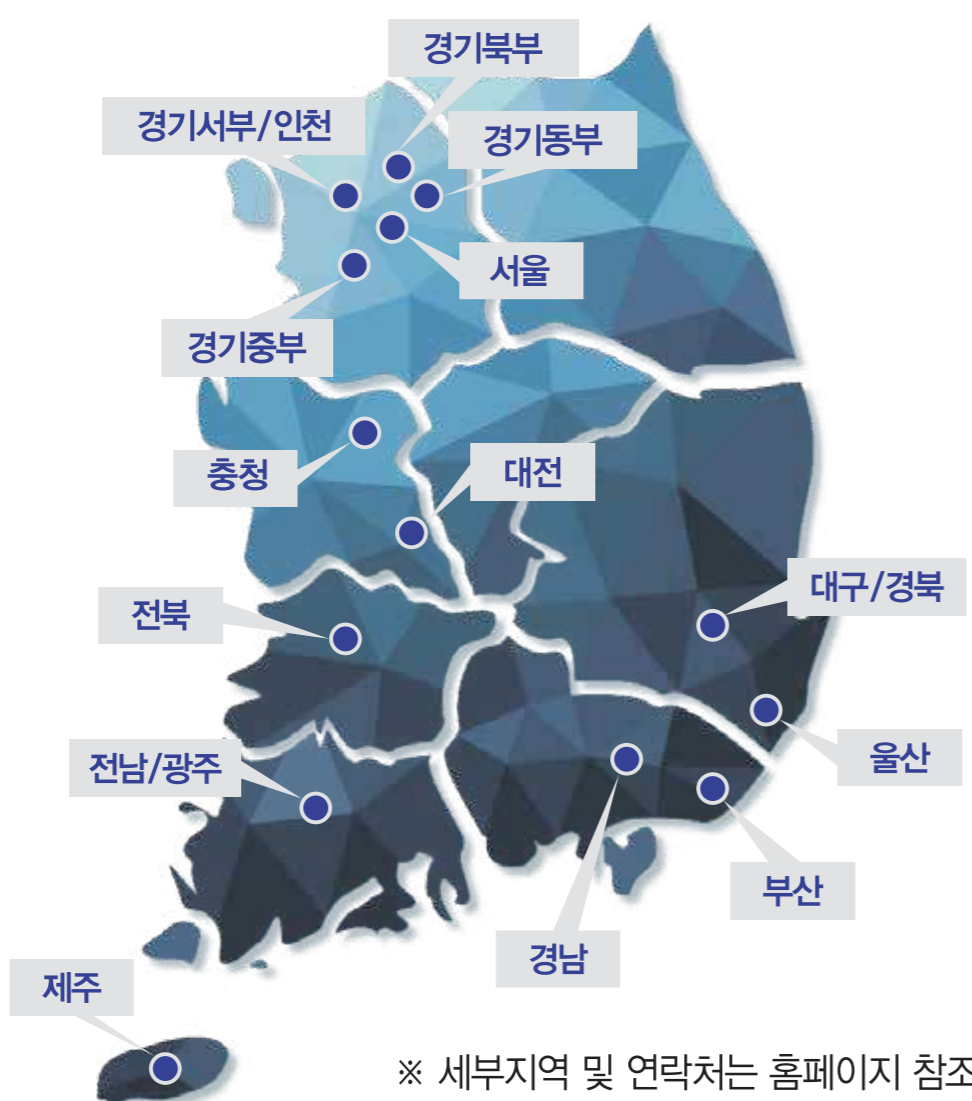 경기북부
경기서부/인천
경기동부
서울
경기중부
충청
대전
대구/경북
전북
울산
전남/광주
부산
경남
제주
※ 세부지역 및 연락처는 홈페이지 참조